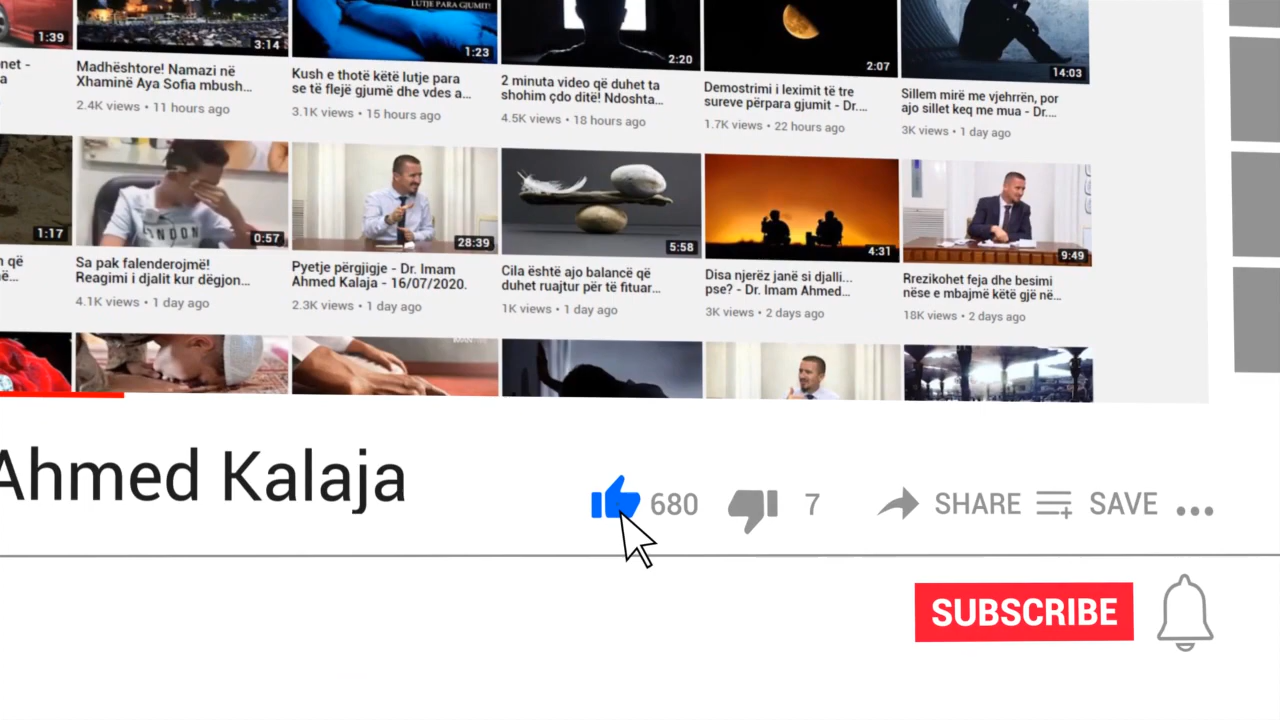 LUTJE PARA GJUMIT!
1:39
3:14
1:23
2:20
2:07
14:03
net -
a
Madhështore! Namazi në
Xhaminë Aya Sofia mbush...
2.4K views • 11 hours ago
Kush e thotë këtë lutje para
se të flejë gjumë dhe vdes a...
3.1K views • 15 hours ago
2 minuta video që duhet ta
shohim çdo ditë! Ndoshta...
4.5K views • 18 hours ago
Demostrimi i leximit të tre
sureve përpara gjumit - Dr....
1.7K views • 22 hours ago
Sillem mirë me vjehrrën, por
ajo sillet keq me mua - Dr....
3K views • 1 day ago
LONDON
1:17
0:57
28:39
5:58
4:31
9:49
që
ë...
Sa pak falenderojmë!
Reagimi i djalit kur dëgjon...
4.1K views • 1 day ago
Pyetje përgjigje - Dr. Imam
Ahmed Kalaja - 16/07/2020.
2.3K views • 1 day ago
Cila është ajo balancë që
duhet ruajtur për të fituar...
1K views • 1 day ago
Disa njerëz janë si djalli...
pse? - Dr. Imam Ahmed...
3K views • 2 days ago
Rrezikohet feja dhe besimi
nëse e mbajmë këtë gjë në...
18K views • 2 days ago
Ahmed Kalaja
680
7
SHARE
SAVE
SUBSCRIBE